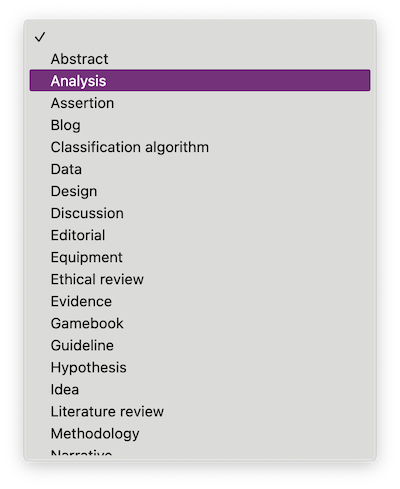 ✓
Abstract
Analysis
Assertion
Blog
Classification algorithm
Data
Design
Discussion
Editorial
Equipment
Ethical review
Evidence
Gamebook
Guideline
Hypothesis
Idea
Literature review
Methodology
Narrative